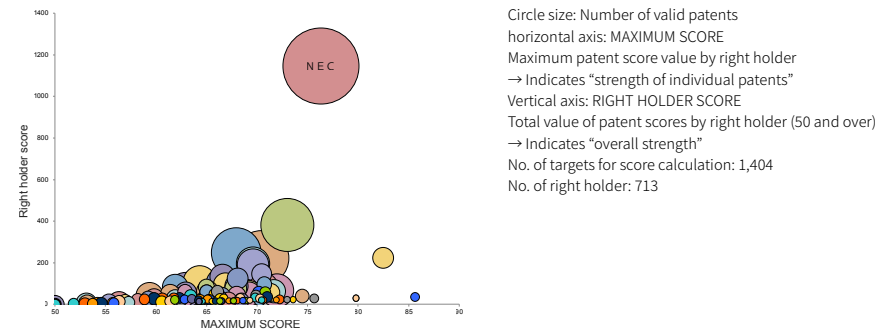 1400
1200
1000
800
600
400
200
0
50
55
60
65
70
75
80
85
90
NEC
Right holder score
MAXIMUM SCORE
Circle size: Number of valid patents
horizontal axis: MAXIMUM SCORE
Maximum patent score value by right holder
→ Indicates “strength of individual patents”
Vertical axis: RIGHT HOLDER SCORE
Total value of patent scores by right holder (50 and over)
→ Indicates “overall strength”
No. of targets for score calculation: 1,404
No. of right holder: 713